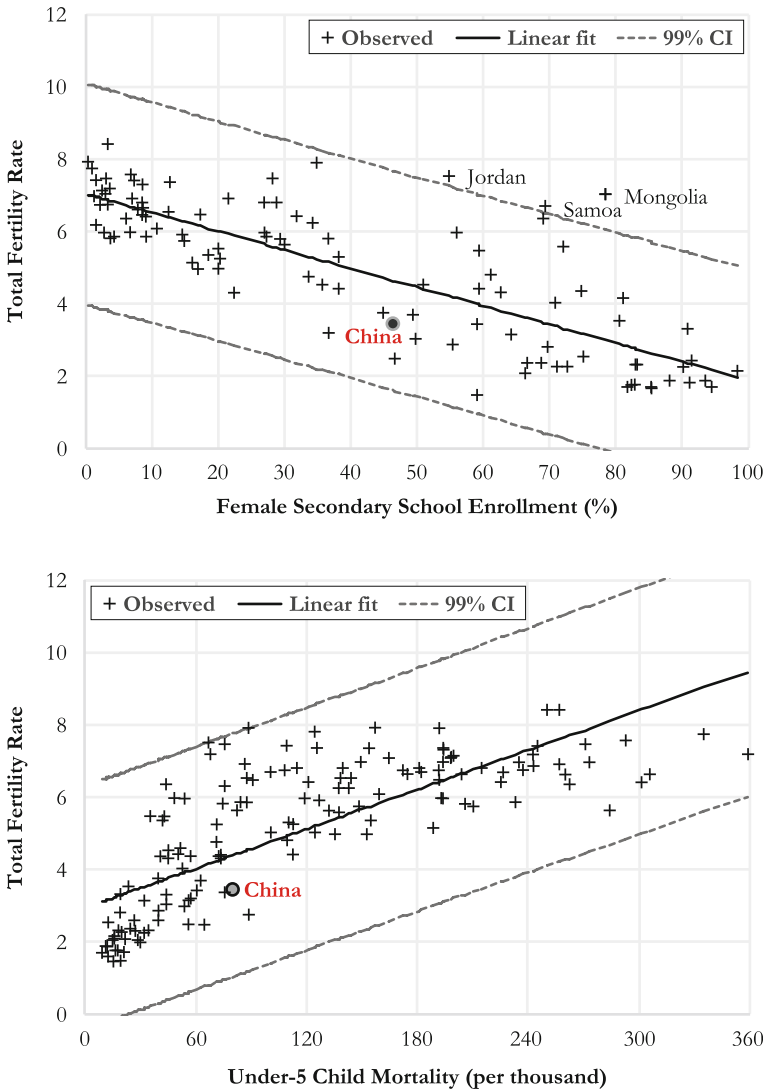 Observed Linear fit 99% CI
12
10
8
6
4
2
0
Total Fertility Rate
Jordan
Mongolia
Samoa
China
0 10 20 30 40 50 60 70 80 90 100
Female Secondary School Enrollment (%)
12
Observed Linear fit 99% CI
10
8
6
4
2
0
Total Fertility Rate
China
0 60 120 180 240 300 360
Under-5 Child Mortality (per thousand)